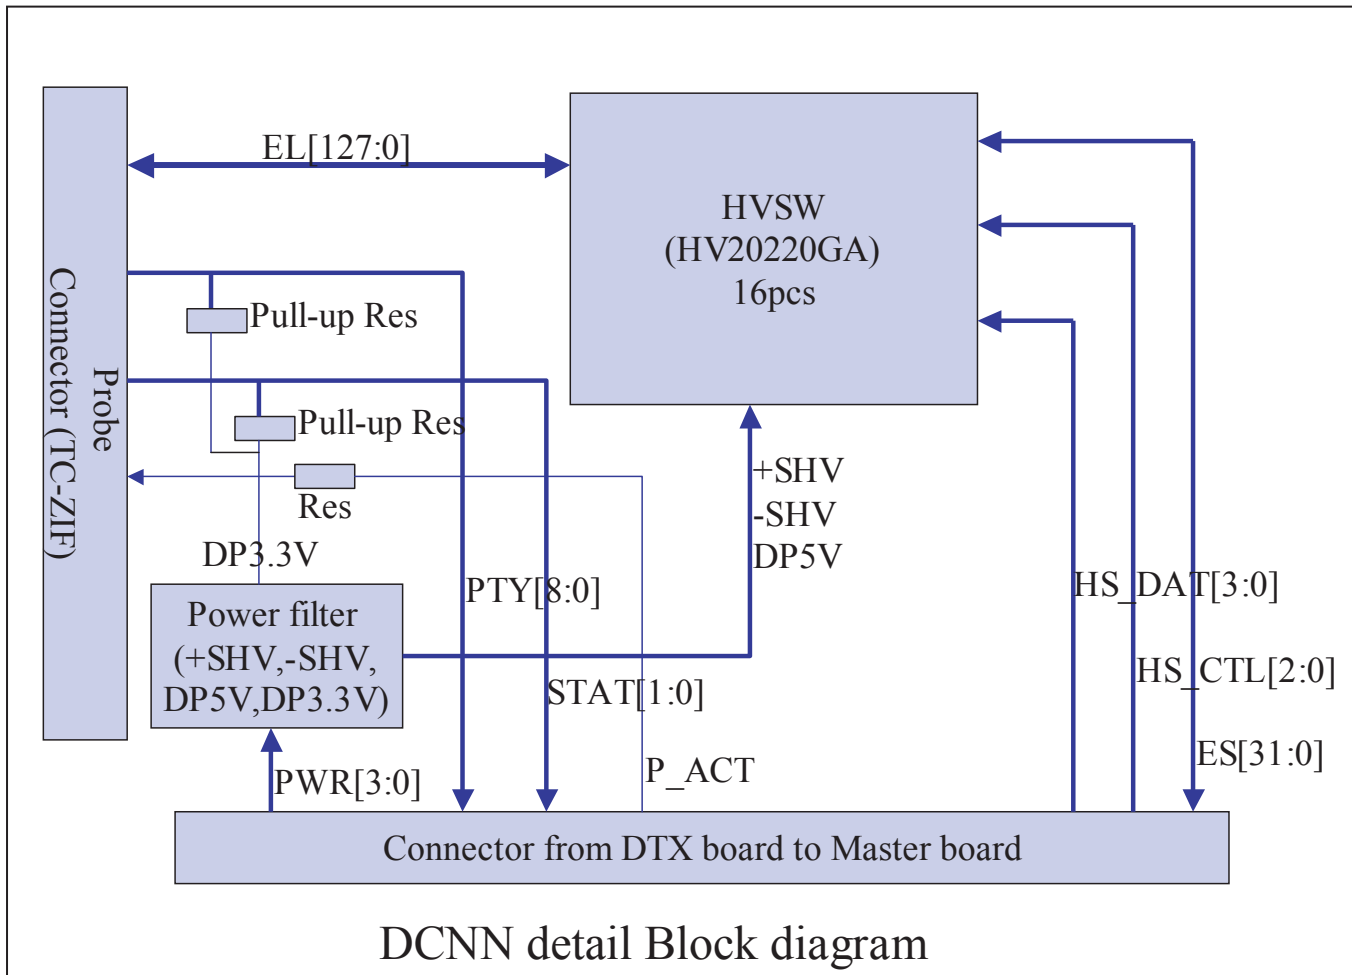 EL[127:0]
HVSW
(HV20220GA)
16pcs
Probe
Connector (TC-ZIF)
Pull-up Res
Pull-up Res
Res
+SHV
-SHV
DP5V
DP3.3V
Power filter
(+SHV,-SHV,
DP5V,DP3.3V)
PTY[8:0]
HS_DAT[3:0]
STAT[1:0]
HS_CTL[2:0]
PWR[3:0]
P_ACT
ES[31:0]
Connector from DTX board to Master board
DCNN detail Block diagram